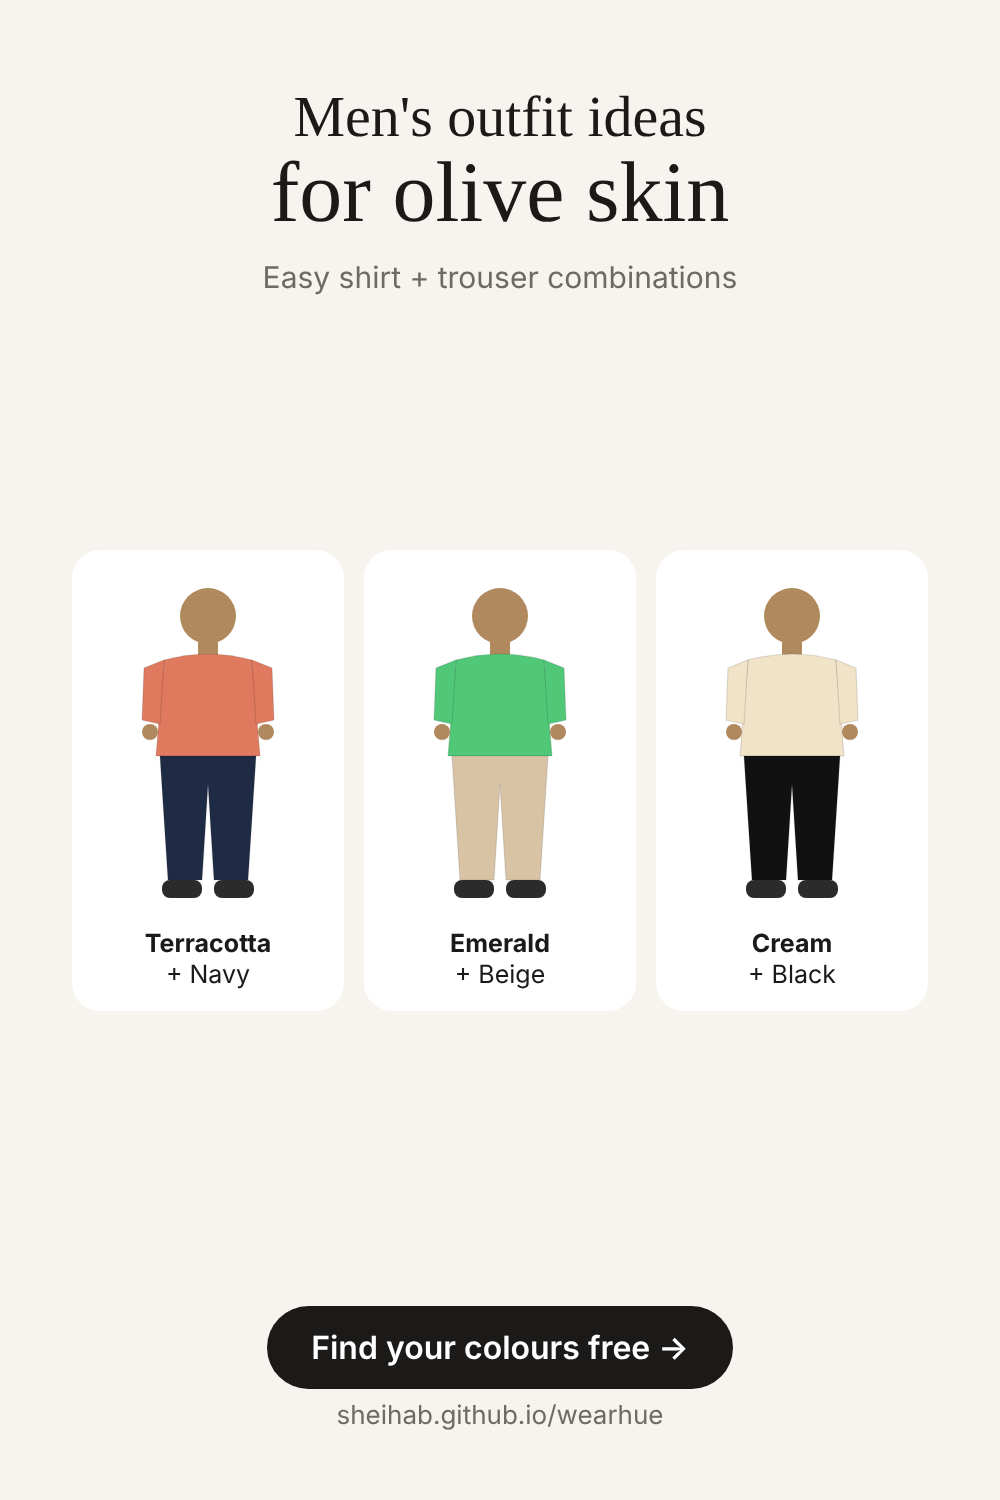 Men's outfit ideas
for olive skin
Easy shirt + trouser combinations
Terracotta
+ Navy
Emerald
+ Beige
Cream
+ Black
Find your colours free →
sheihab.github.io/wearhue